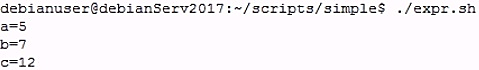 debianuser@debianServ2017:~/scripts/simple$ ./expr.sh
a=5
b=7
c=12